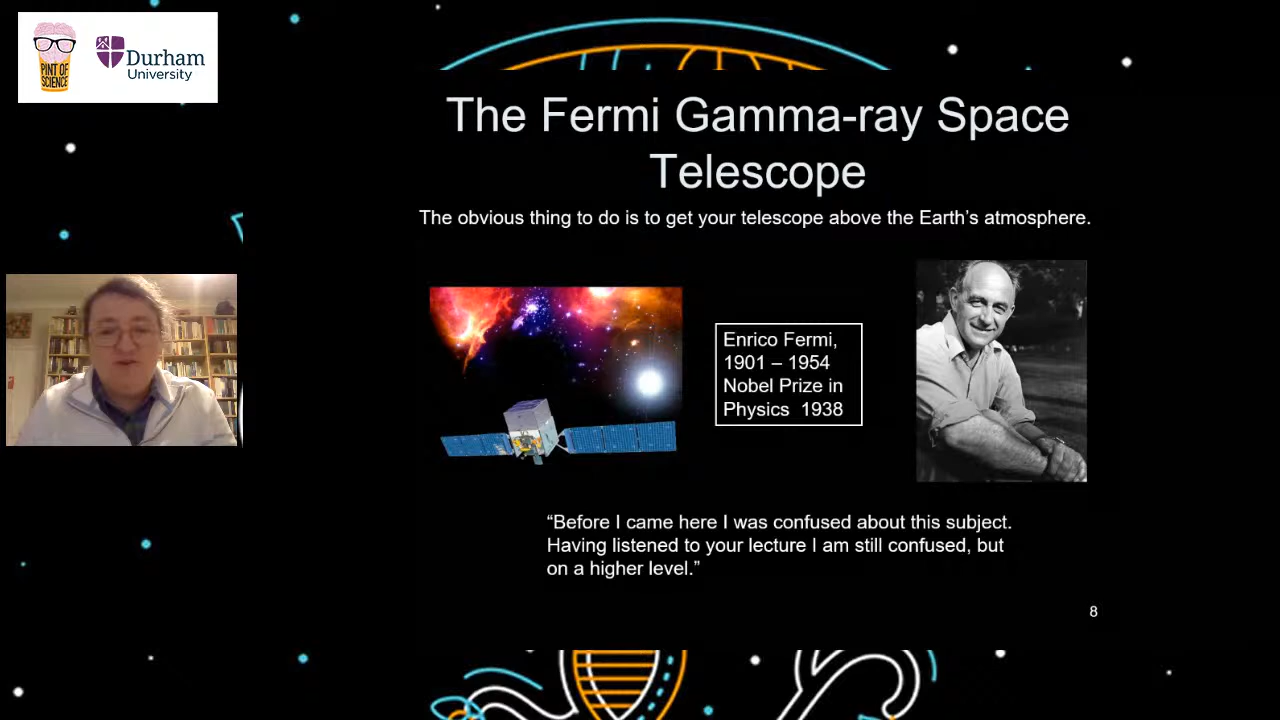 PINT OF
SCIENCE
Durham
University
The Fermi Gamma-ray Space
Telescope
The obvious thing to do is to get your telescope above the Earth's atmosphere.
Enrico Fermi,
1901 – 1954
Nobel Prize in
Physics 1938
“Before I came here I was confused about this subject.
Having listened to your lecture I am still confused, but
on a higher level.”
8